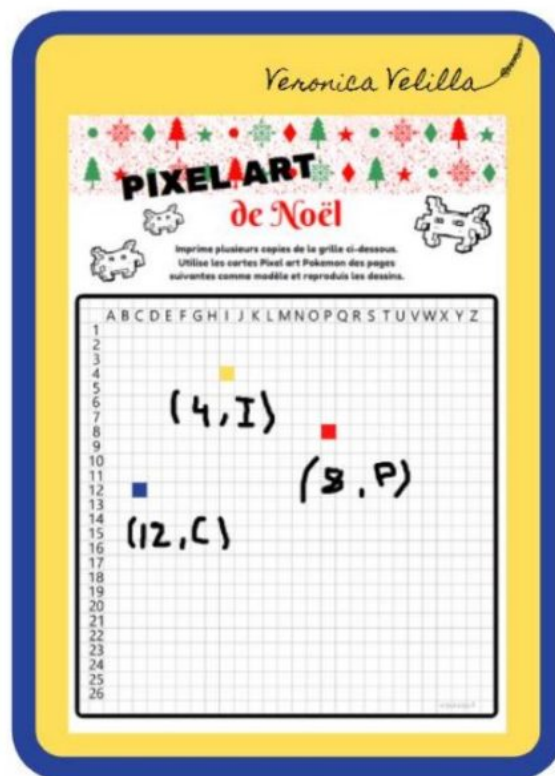 Veronica Velilla
PIXEL ART
de Noël
Imprime plusieurs copies de la grille ci-dessous.
Utilise les cartes Pixel art Pokemon des pages
suivantes comme modèle et reproduis les dessins.
A B C D E F G H I J K L M N O P Q R S T U V W X Y Z
1
2
3
4
5
6
7
8
9
10
11
12
13
14
15
16
17
18
19
20
21
22
23
24
25
26
(4, I)
(8, P)
(12, C)